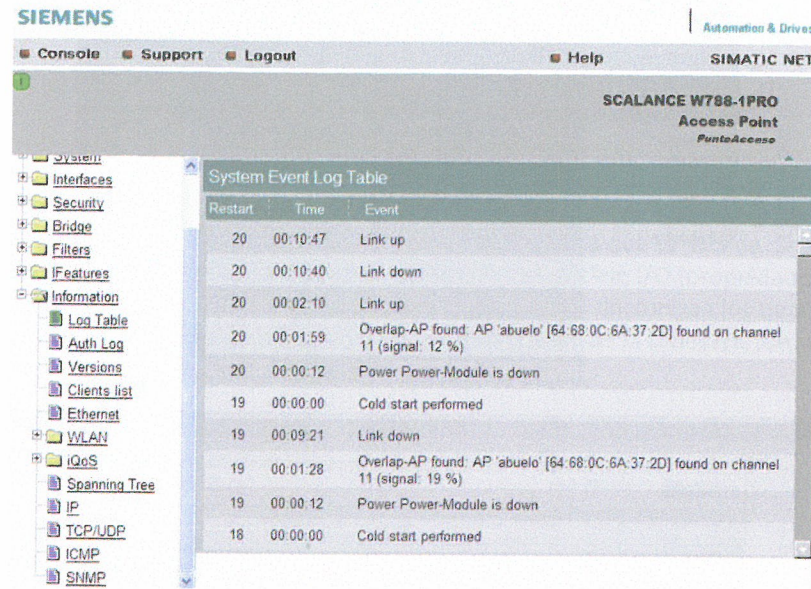 SIEMENS
Automation & Drives
Console Support Logout Help SIMATIC NET
SCALANCE W788-1PRO
Access Point
PuntoAcceso
System
Interfaces
Security
Bridge
Filters
IFeatures
Information
Log Table
Auth Log
Versions
Clients list
Ethernet
WLAN
iQoS
Spanning Tree
IP
TCP/UDP
ICMP
SNMP
System Event Log Table
Restart Time Event
20 00:10:47 Link up
20 00:10:40 Link down
20 00:02:10 Link up
20 00:01:59 Overlap-AP found: AP 'abuelo' [64:68:0C:6A:37:2D] found on channel
11 (signal: 12 %)
20 00:00:12 Power Power-Module is down
19 00:00:00 Cold start performed
19 00:09:21 Link down
19 00:01:28 Overlap-AP found: AP 'abuelo' [64:68:0C:6A:37:2D] found on channel
11 (signal: 19 %)
19 00:00:12 Power Power-Module is down
18 00:00:00 Cold start performed